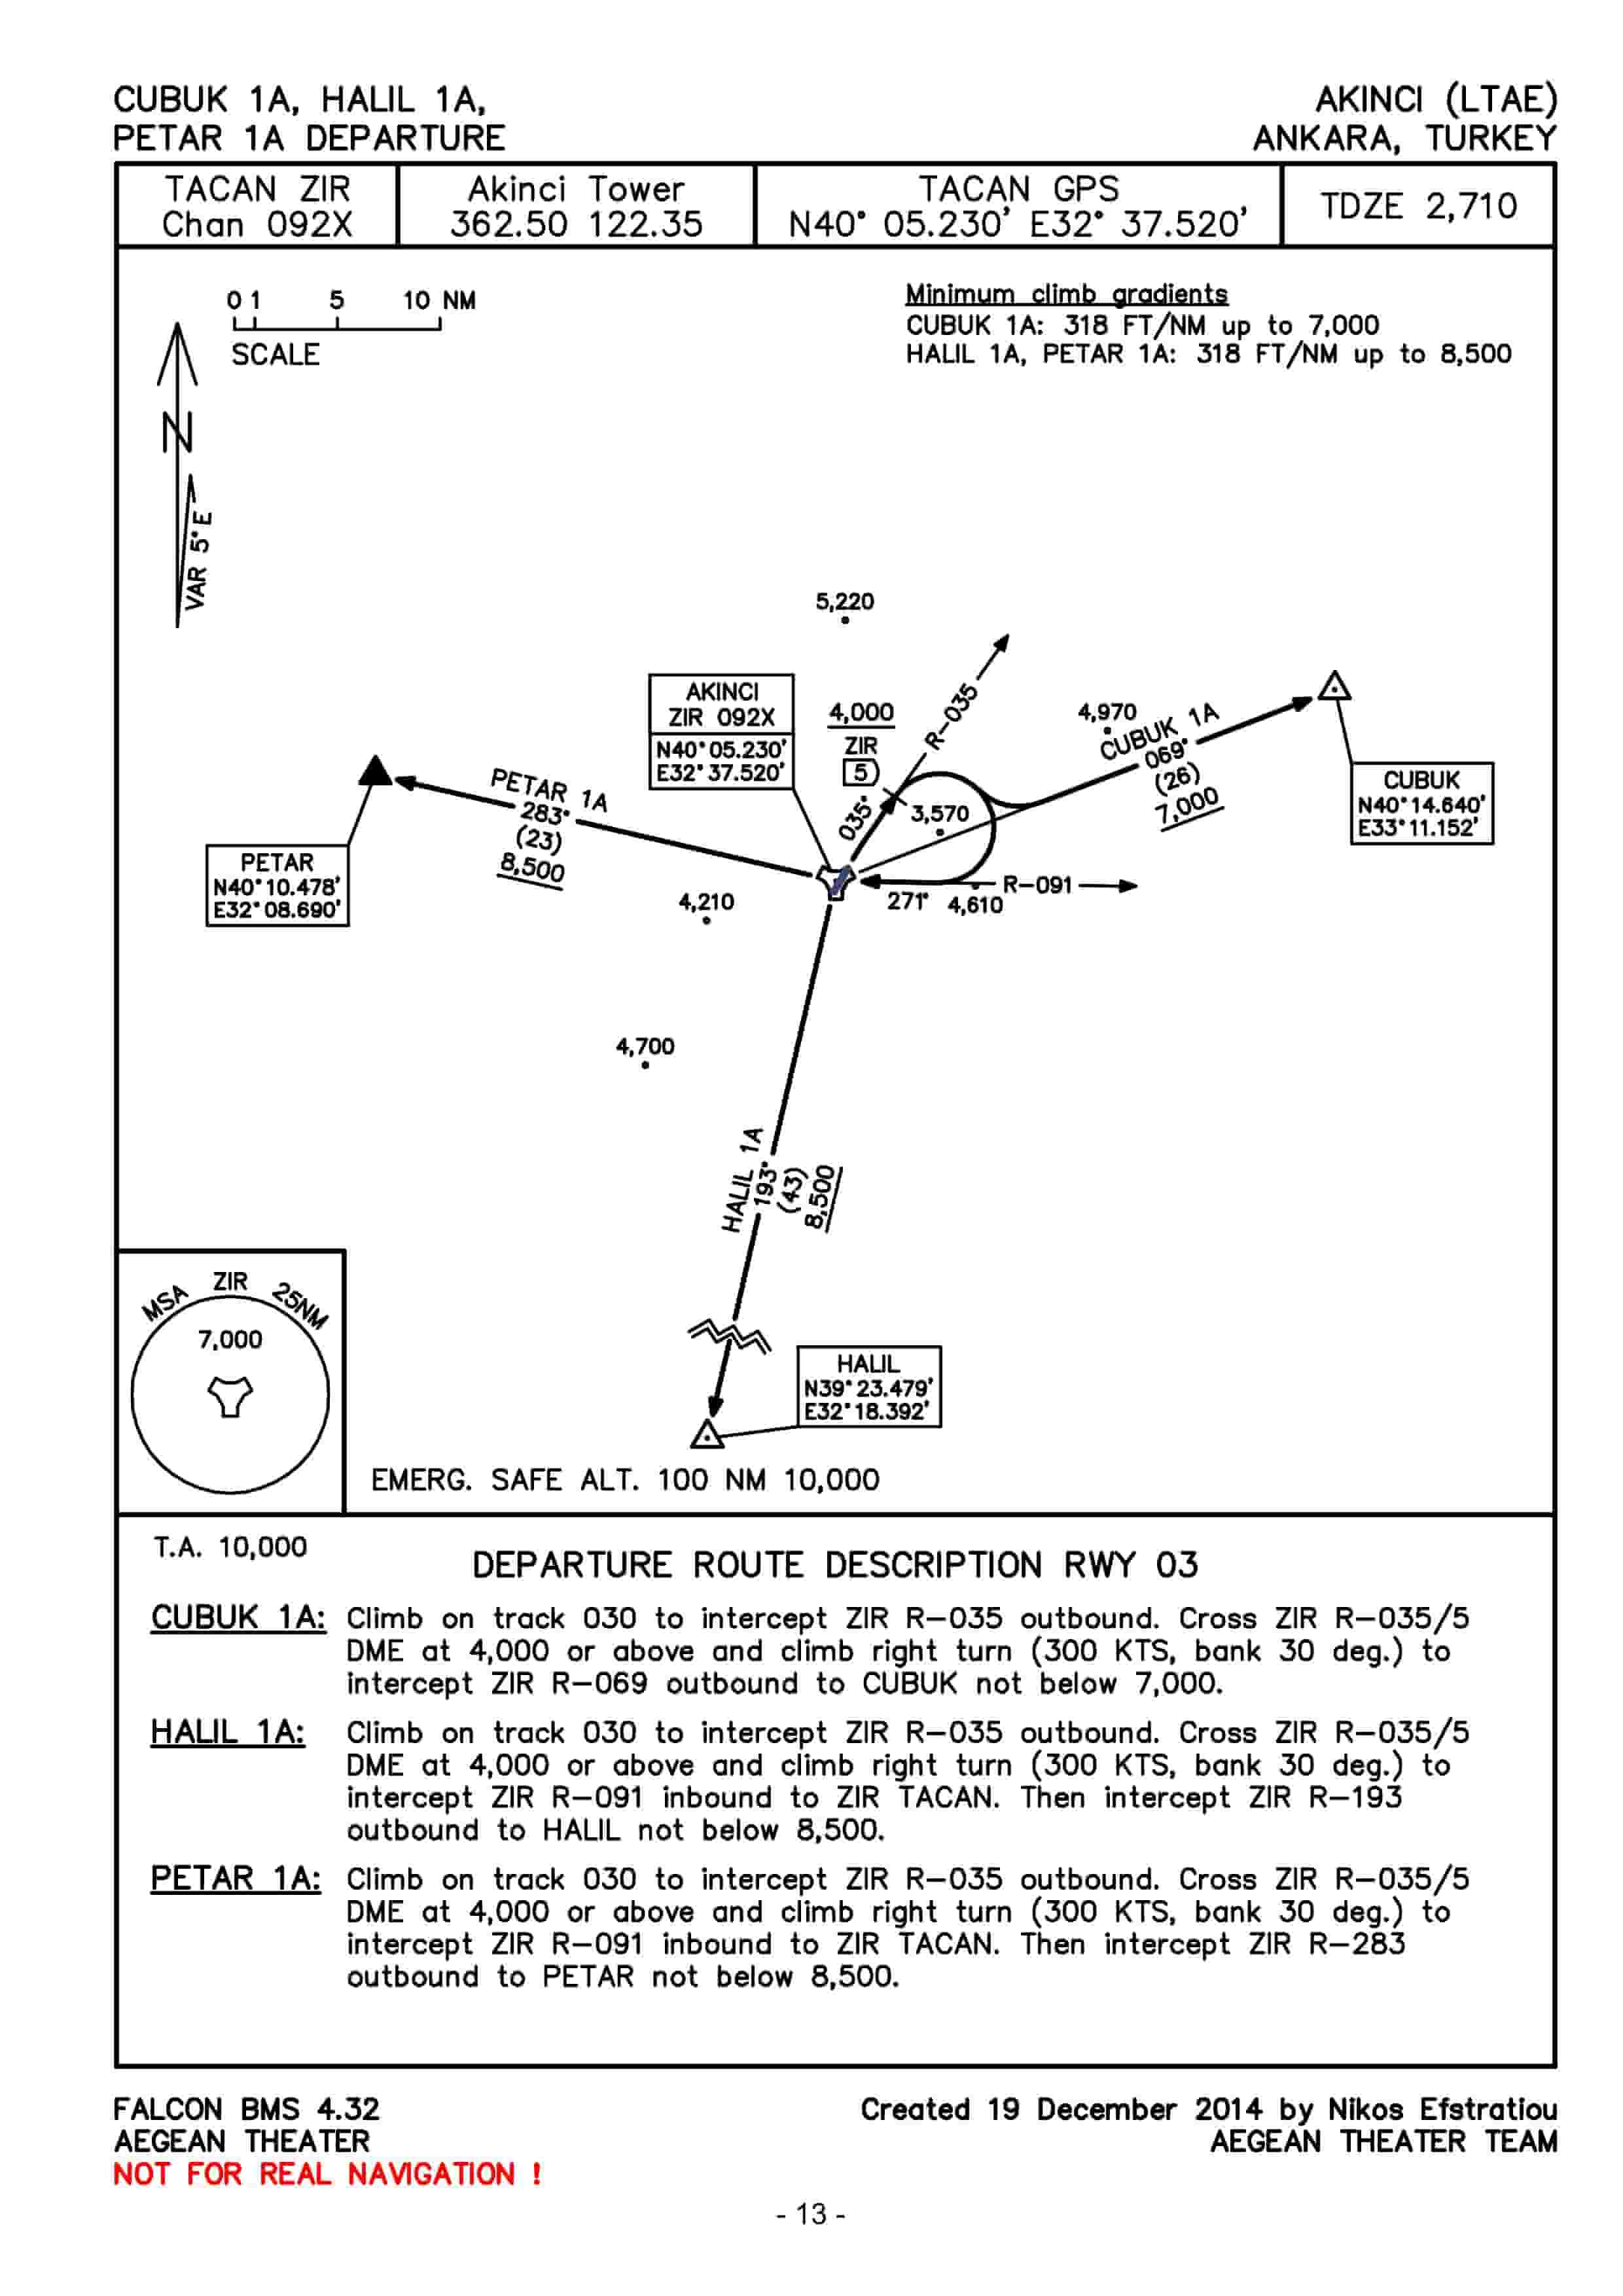 CUBUK 1A, HALIL 1A,
PETAR 1A DEPARTURE
AKINCI (LTAE)
ANKARA, TURKEY
TACAN ZIR
Chan 092X
Akinci Tower
362.50 122.35
TACAN GPS
N40° 05.230' E32° 37.520'
TDZE 2,710
0 1 5 10 NM
SCALE
N
VAR 5°E
Minimum climb gradients
CUBUK 1A: 318 FT/NM up to 7,000
HALIL 1A, PETAR 1A: 318 FT/NM up to 8,500
5,220
AKINCI
ZIR 092X
N40°05.230'
E32°37.520'
4,000
ZIR
5
R-035
035°
3,570
4,970
CUBUK 1A
069°
(26)
7,000
CUBUK
N40°14.640'
E33°11.152'
PETAR 1A
283°
(23)
8,500
PETAR
N40°10.478'
E32°08.690'
4,210
271°
4,610
R-091
4,700
HALIL 1A
193°
(43)
8,500
HALIL
N39°23.479'
E32°18.392'
MSA ZIR 25NM
7,000
EMERG. SAFE ALT. 100 NM 10,000
T.A. 10,000
DEPARTURE ROUTE DESCRIPTION RWY 03
CUBUK 1A: Climb on track 030 to intercept ZIR R-035 outbound. Cross ZIR R-035/5
DME at 4,000 or above and climb right turn (300 KTS, bank 30 deg.) to
intercept ZIR R-069 outbound to CUBUK not below 7,000.
HALIL 1A: Climb on track 030 to intercept ZIR R-035 outbound. Cross ZIR R-035/5
DME at 4,000 or above and climb right turn (300 KTS, bank 30 deg.) to
intercept ZIR R-091 inbound to ZIR TACAN. Then intercept ZIR R-193
outbound to HALIL not below 8,500.
PETAR 1A: Climb on track 030 to intercept ZIR R-035 outbound. Cross ZIR R-035/5
DME at 4,000 or above and climb right turn (300 KTS, bank 30 deg.) to
intercept ZIR R-091 inbound to ZIR TACAN. Then intercept ZIR R-283
outbound to PETAR not below 8,500.
FALCON BMS 4.32
AEGEAN THEATER
NOT FOR REAL NAVIGATION !
Created 19 December 2014 by Nikos Efstratiou
AEGEAN THEATER TEAM
- 13 -